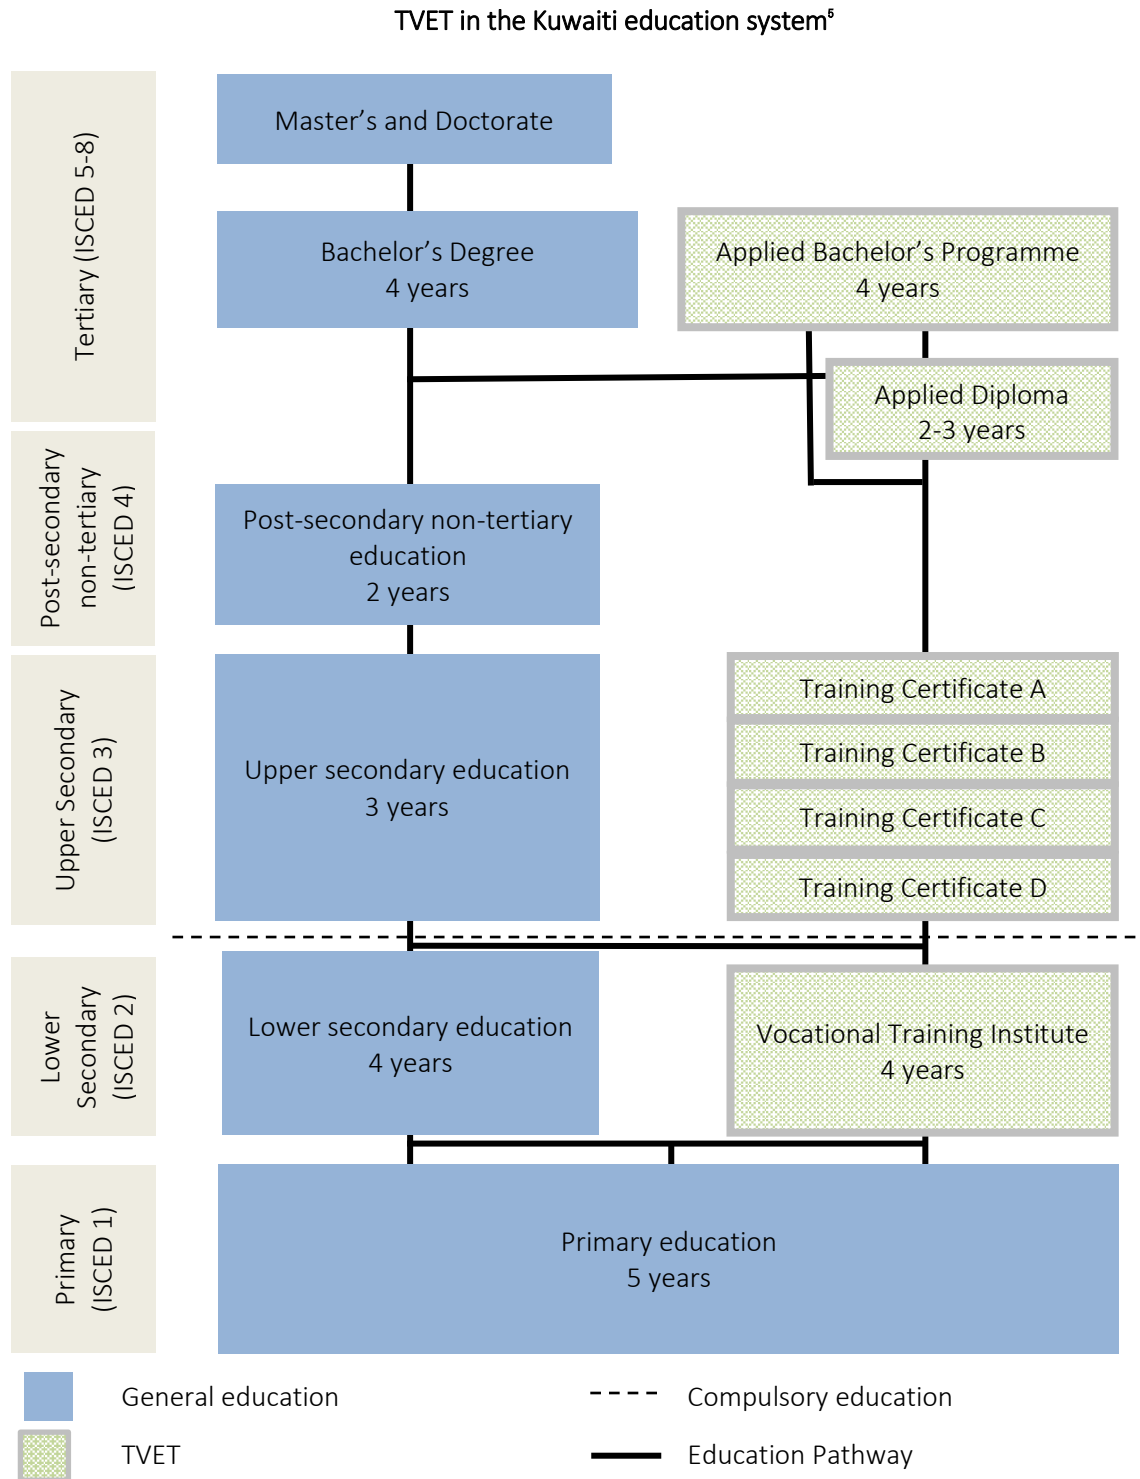 TVET in the Kuwaiti education system⁵
Tertiary (ISCED 5-8)
Master's and Doctorate
Bachelor's Degree
4 years
Applied Bachelor's Programme
4 years
Applied Diploma
2-3 years
Post-secondary
non-tertiary
(ISCED 4)
Post-secondary non-tertiary
education
2 years
Upper Secondary
(ISCED 3)
Upper secondary education
3 years
Training Certificate A
Training Certificate B
Training Certificate C
Training Certificate D
Lower
Secondary
(ISCED 2)
Lower secondary education
4 years
Vocational Training Institute
4 years
Primary
(ISCED 1)
Primary education
5 years
General education
Compulsory education
TVET
Education Pathway